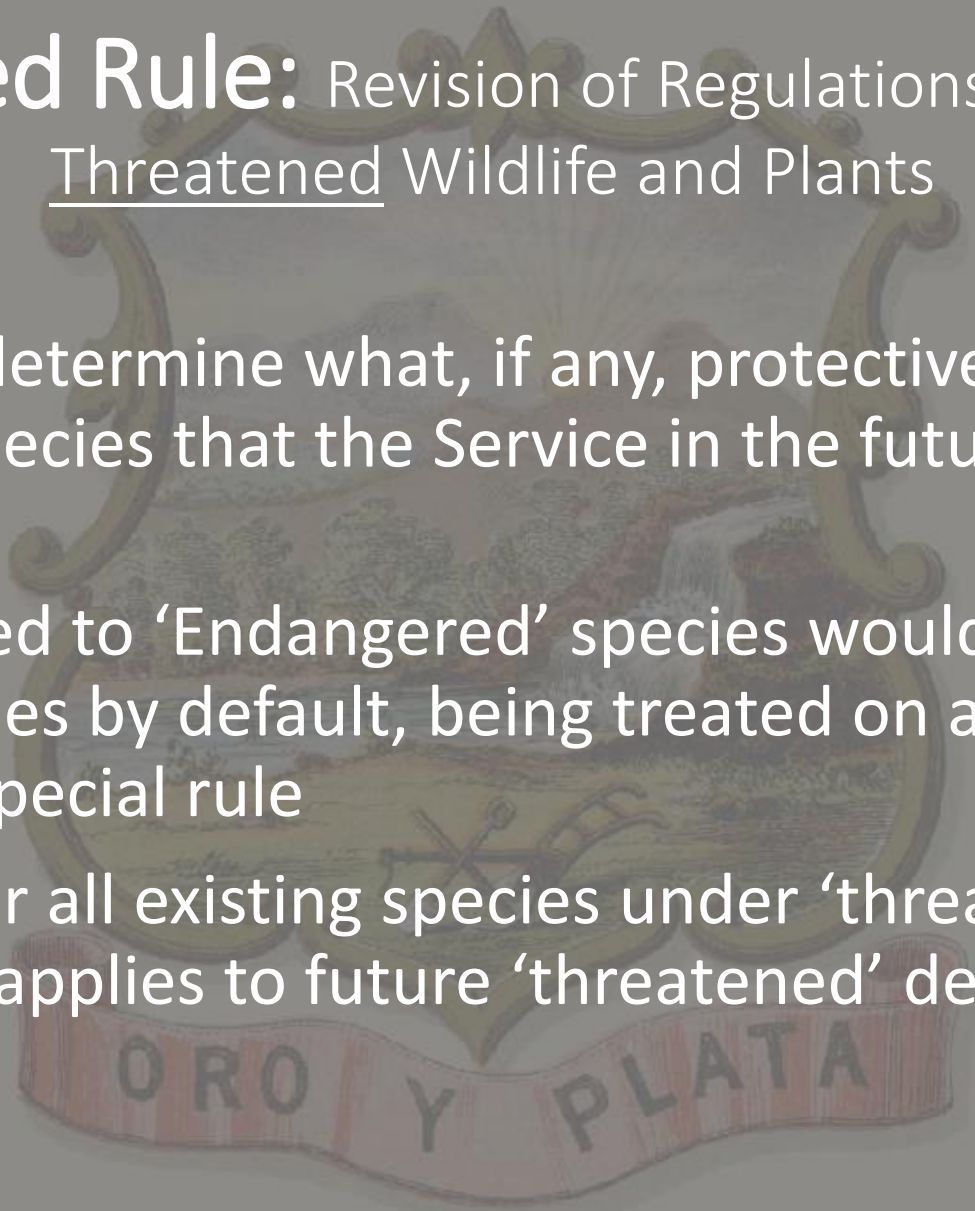 ed Rule: Revision of Regulations
Threatened Wildlife and Plants
determine what, if any, protective
ecies that the Service in the futu
ed to ‘Endangered’ species would
es by default, being treated on a
pecial rule
r all existing species under ‘threa
applies to future ‘threatened’ de
ORO Y PLATA